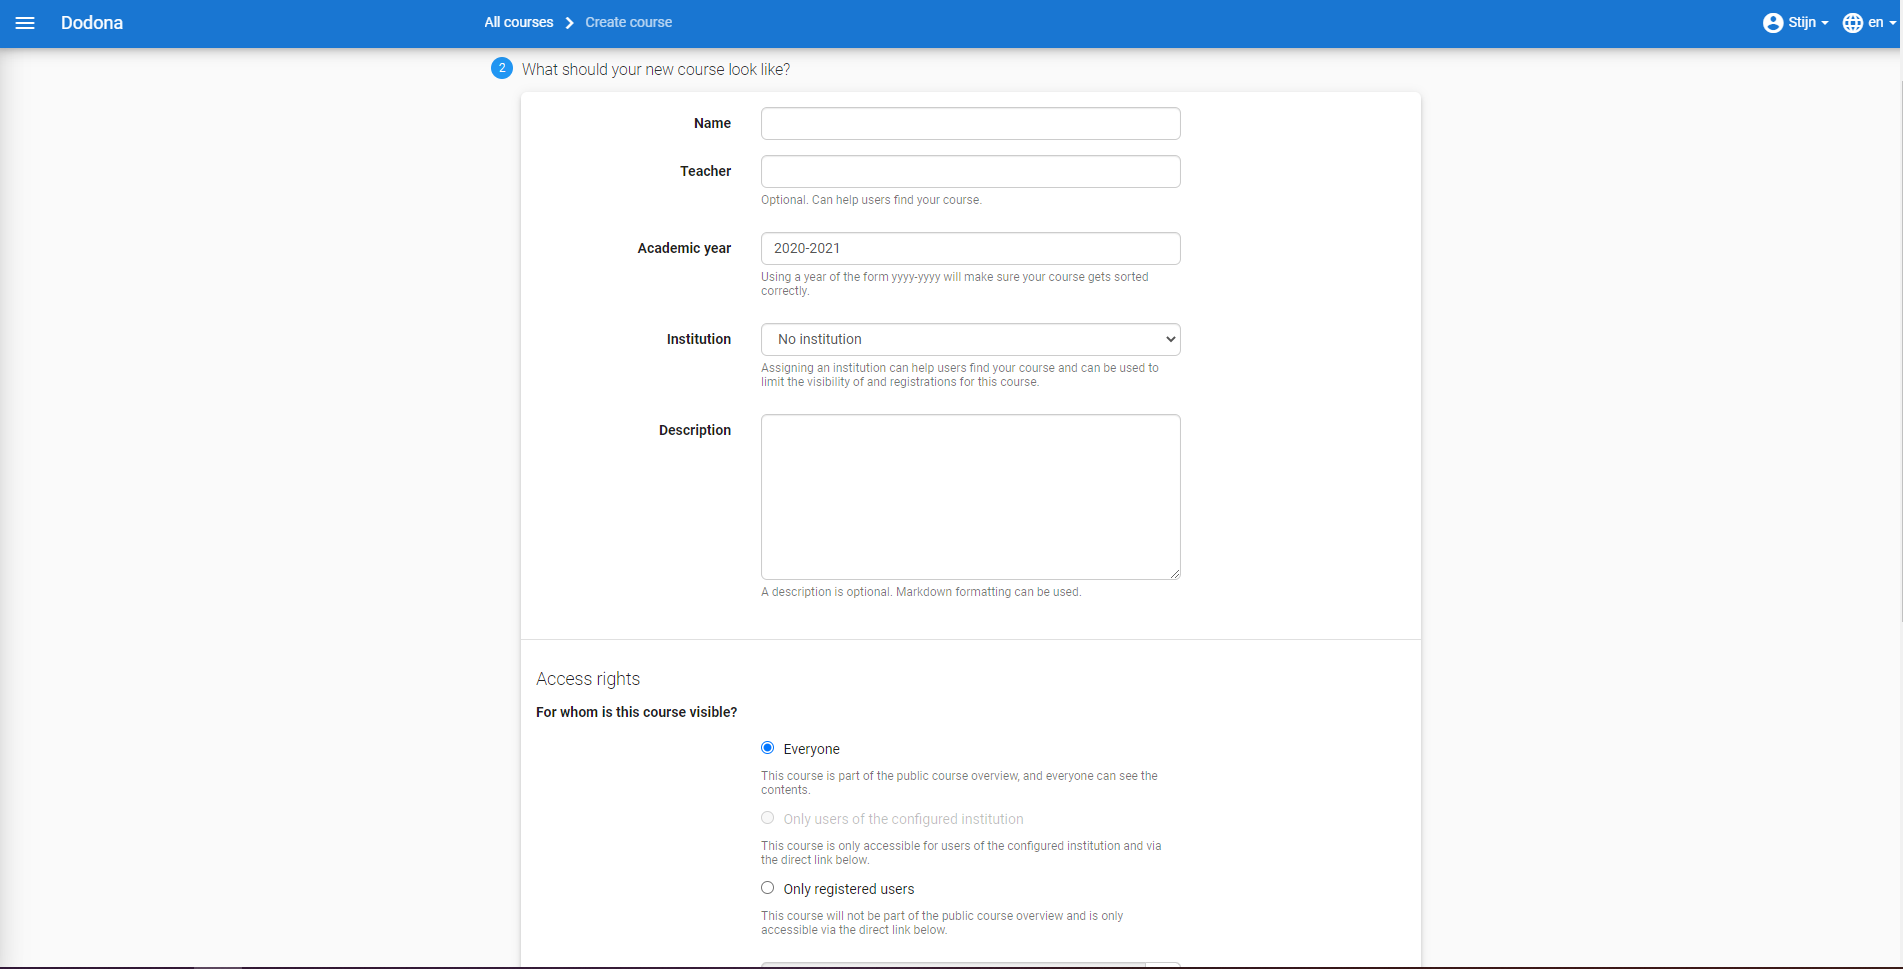 Dodona
All courses
Create course
Stijn
en
2
What should your new course look like?
Name
Teacher
Optional. Can help users find your course.
Academic year
2020-2021
Using a year of the form yyyy-yyyy will make sure your course gets sorted
correctly.
Institution
No institution
Assigning an institution can help users find your course and can be used to
limit the visibility of and registrations for this course.
Description
A description is optional. Markdown formatting can be used.
Access rights
For whom is this course visible?
Everyone
This course is part of the public course overview, and everyone can see the
contents.
Only users of the configured institution
This course is only accessible for users of the configured institution and via
the direct link below.
Only registered users
This course will not be part of the public course overview and is only
accessible via the direct link below.